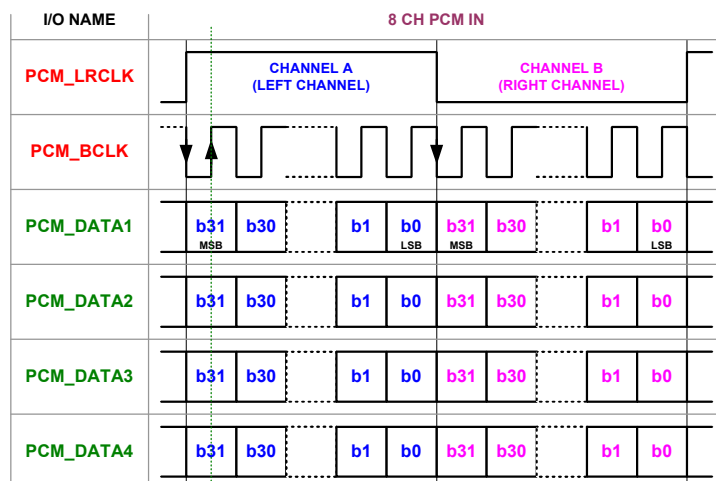 I/O NAME 8 CH PCM IN
PCM_LRCLK CHANNEL A CHANNEL B
(LEFT CHANNEL) (RIGHT CHANNEL)
PCM_BCLK
PCM_DATA1 b31 b30 b1 b0 b31 b30 b1 b0
MSB LSB MSB LSB
PCM_DATA2 b31 b30 b1 b0 b31 b30 b1 b0
PCM_DATA3 b31 b30 b1 b0 b31 b30 b1 b0
PCM_DATA4 b31 b30 b1 b0 b31 b30 b1 b0